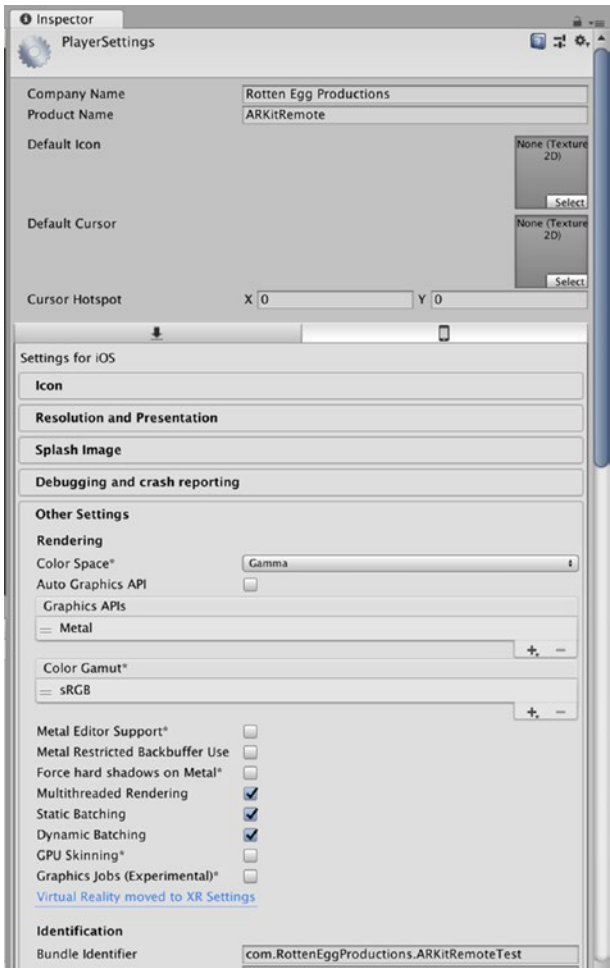 Inspector
PlayerSettings
Company Name Rotten Egg Productions
Product Name ARKitRemote
Default Icon None (Texture 2D)
Select
Default Cursor None (Texture 2D)
Select
Cursor Hotspot X 0 Y 0
Settings for iOS
Icon
Resolution and Presentation
Splash Image
Debugging and crash reporting
Other Settings
Rendering
Color Space* Gamma
Auto Graphics API
Graphics APIs
= Metal
+ −
Color Gamut*
= sRGB
+ −
Metal Editor Support*
Metal Restricted Backbuffer Use
Force hard shadows on Metal*
Multithreaded Rendering
Static Batching
Dynamic Batching
GPU Skinning*
Graphics Jobs (Experimental)*
Virtual Reality moved to XR Settings
Identification
Bundle Identifier com.RottenEggProductions.ARKitRemoteTest